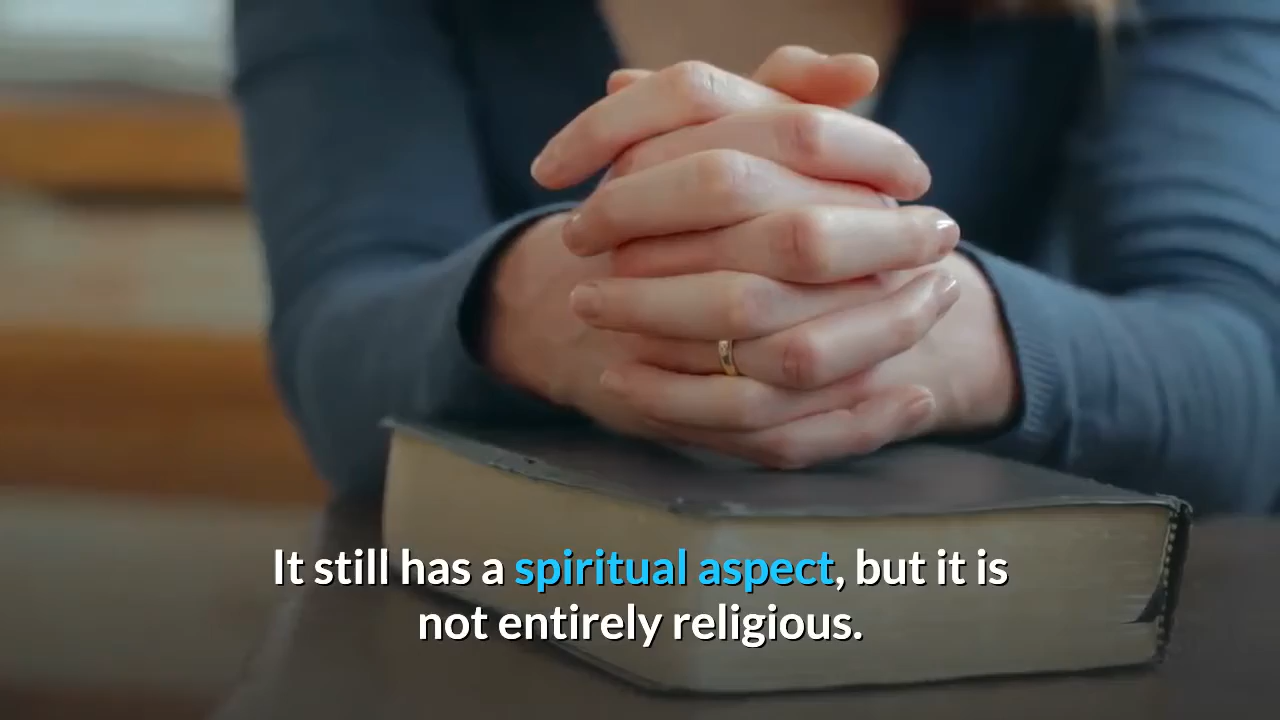 It still has a spiritual aspect, but it is
not entirely religious.